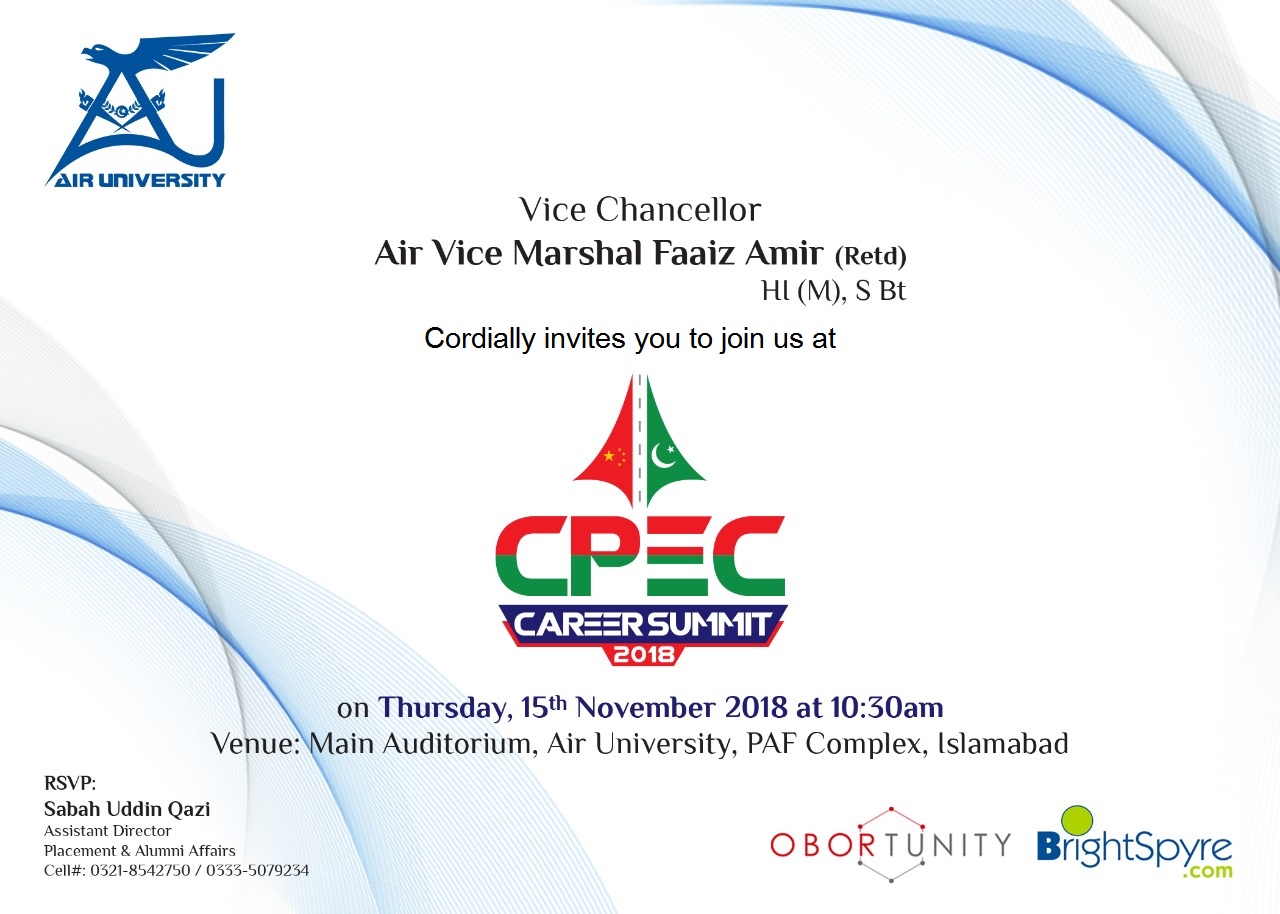 AIR UNIVERSITY
Vice Chancellor
Air Vice Marshal Faaiz Amir (Retd)
HI (M), S Bt
Cordially invites you to join us at
CPEC
CAREER SUMMIT
2018
on Thursday, 15th November 2018 at 10:30am
Venue: Main Auditorium, Air University, PAF Complex, Islamabad
RSVP:
Sabah Uddin Qazi
Assistant Director
Placement & Alumni Affairs
Cell#: 0321-8542750 / 0333-5079234
OBORTUNITY
BrightSpyre
.com